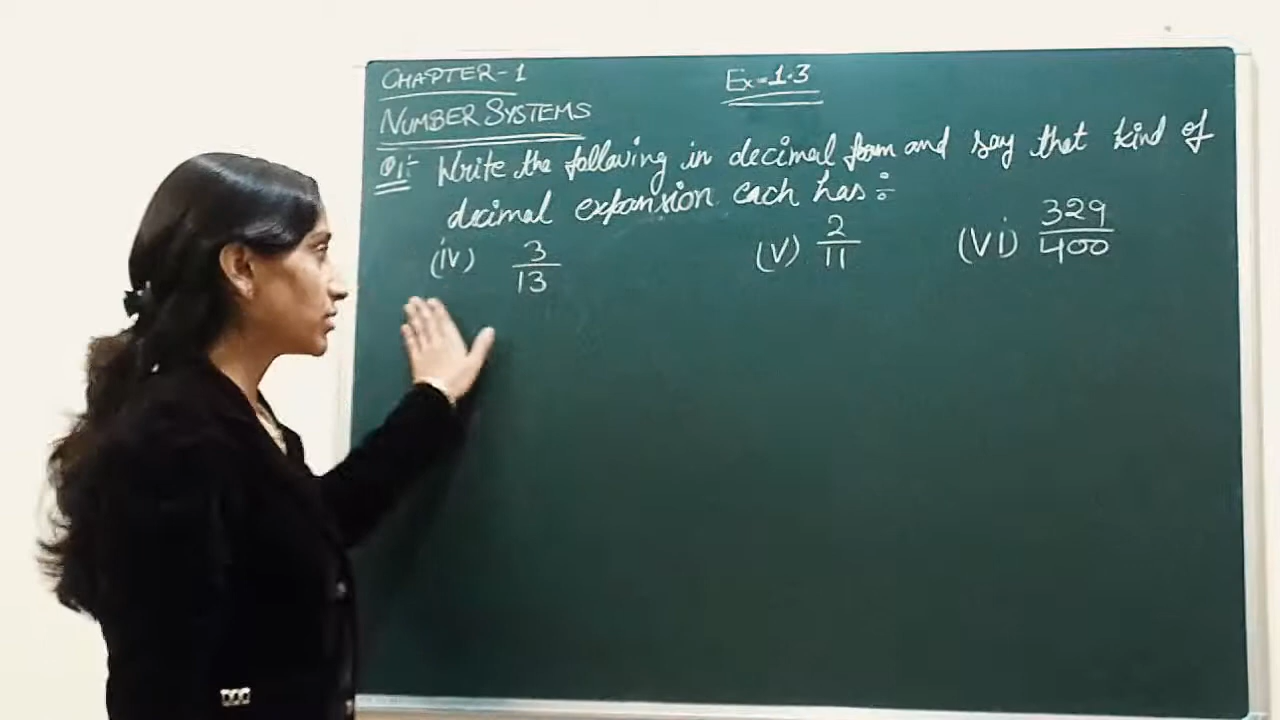 CHAPTER-1
Ex=1.3
NUMBER SYSTEMS
Q1:- Write the following in decimal form and say that kind of
decimal expansion each has:
(iv) 3/13 (v) 2/11 (vi) 329/400